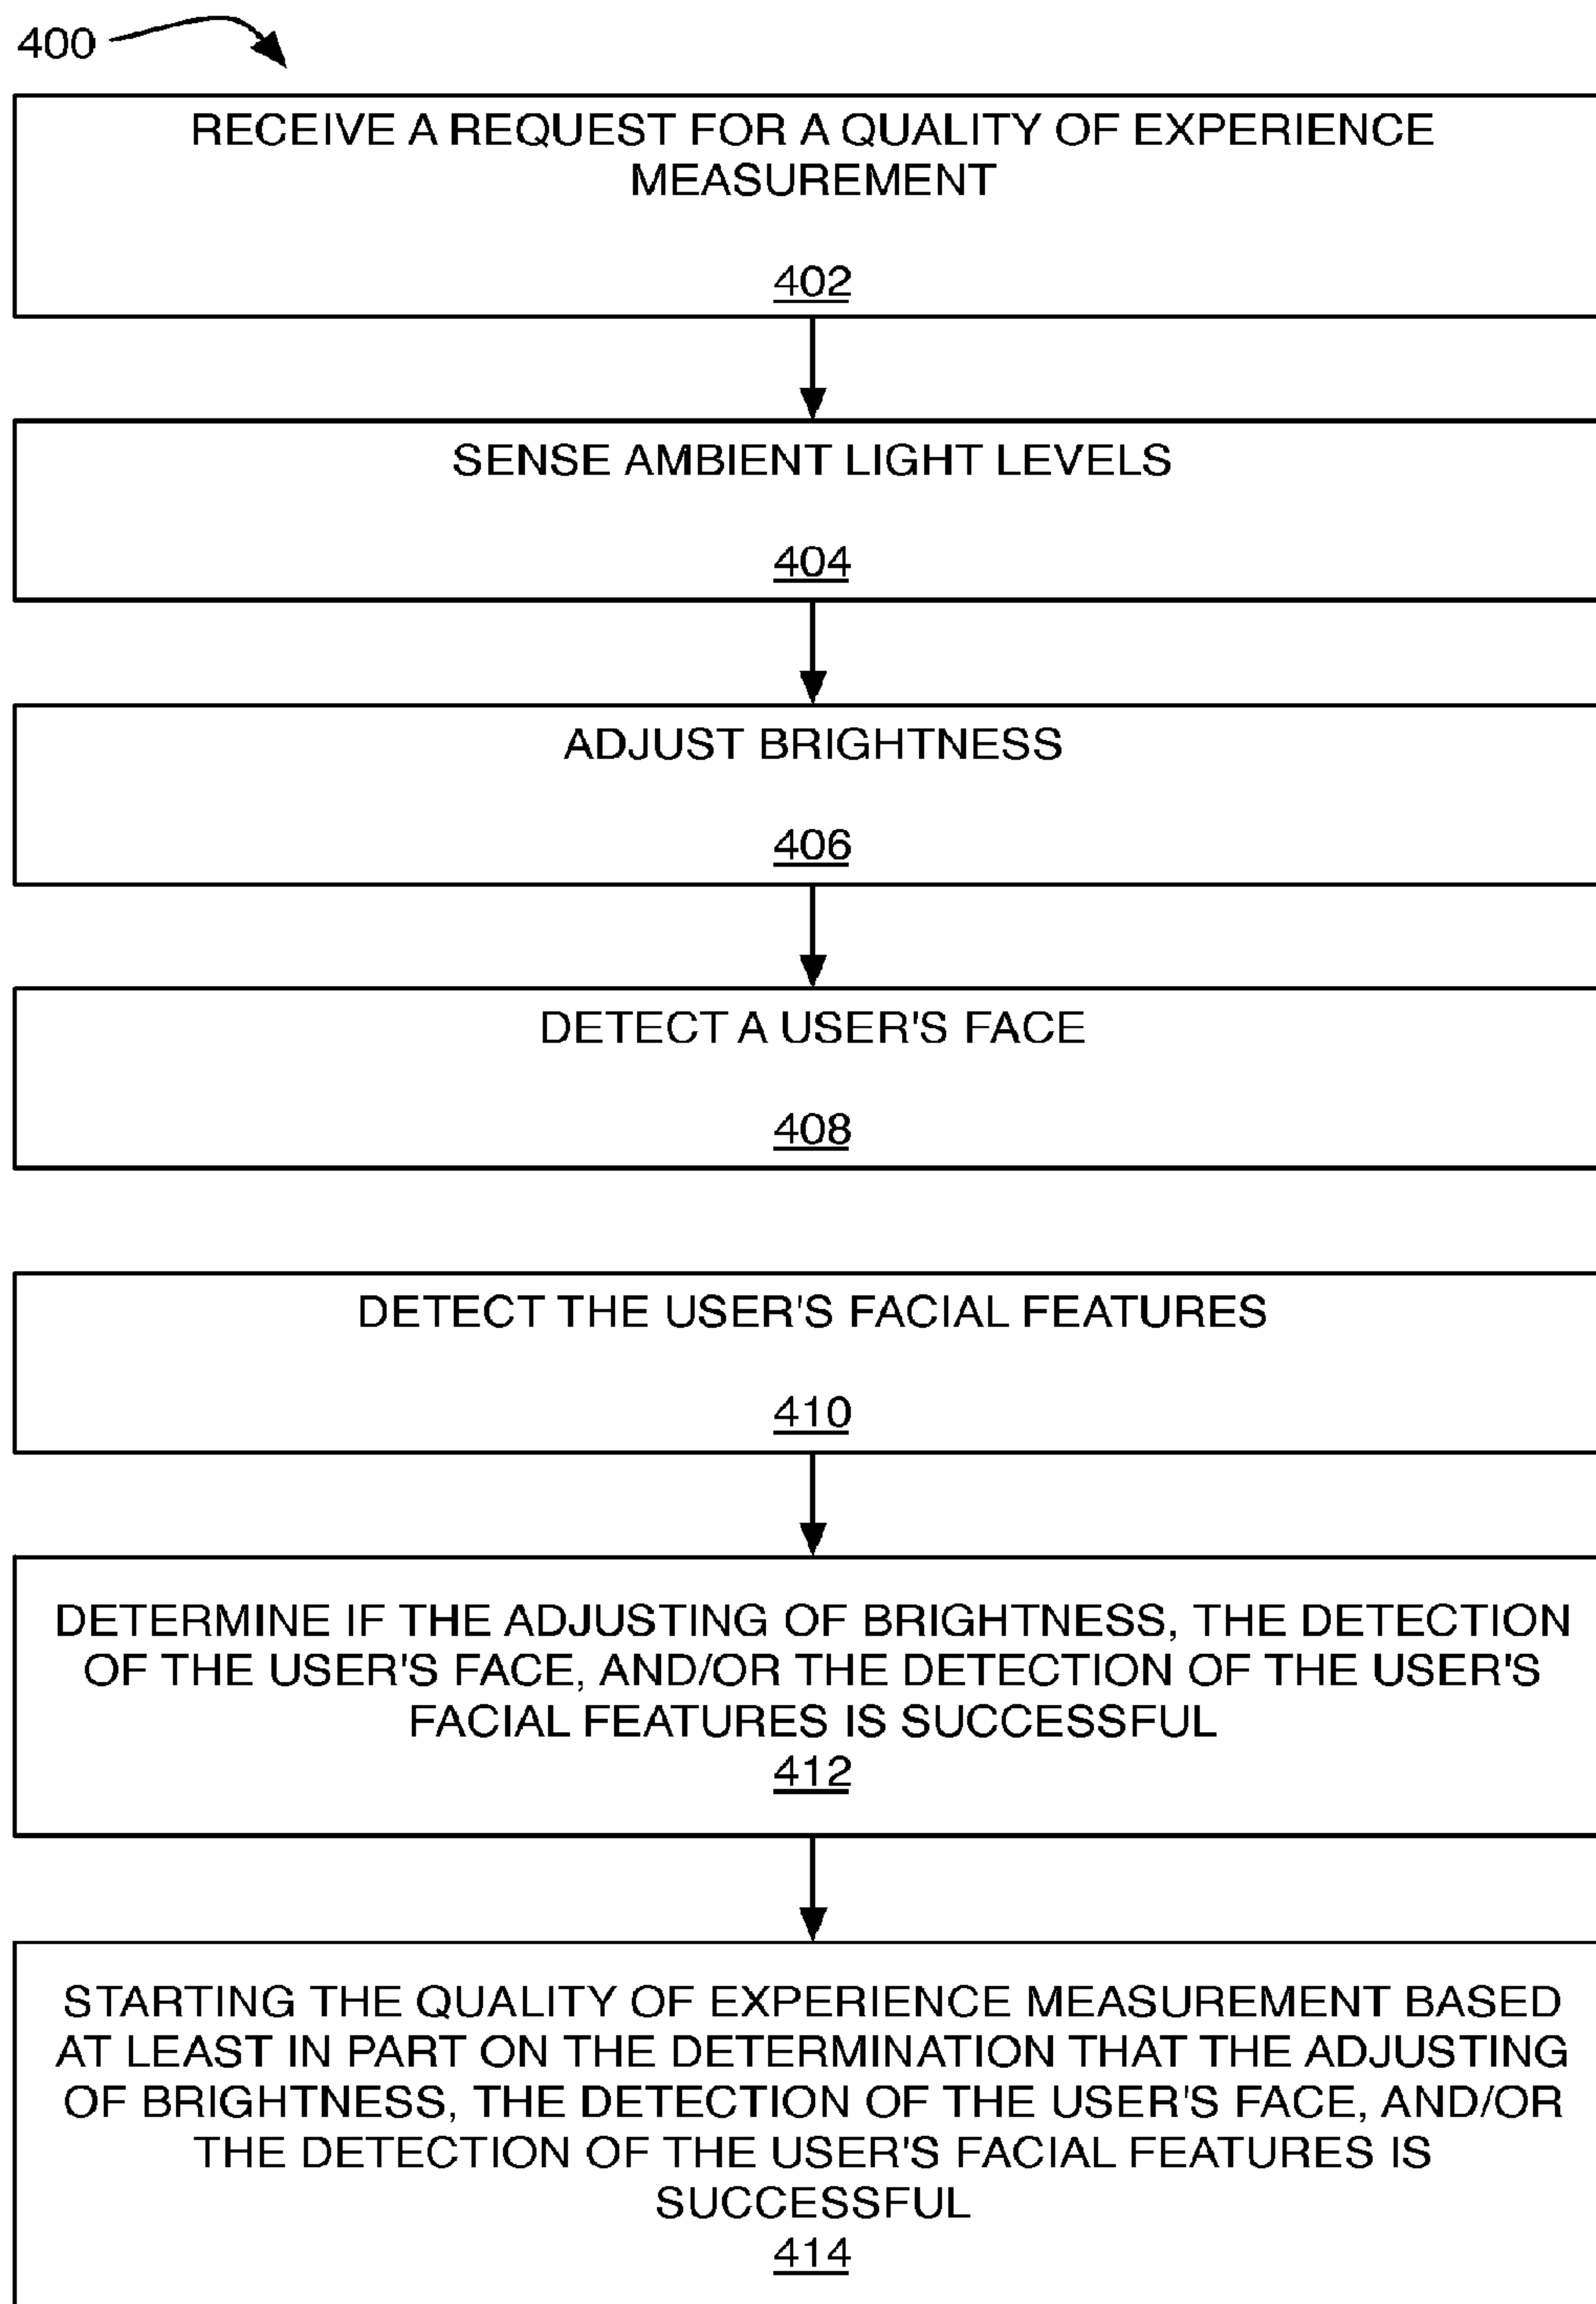 400
RECEIVE A REQUEST FOR A QUALITY OF EXPERIENCE
MEASUREMENT
402
SENSE AMBIENT LIGHT LEVELS
404
ADJUST BRIGHTNESS
406
DETECT A USER'S FACE
408
DETECT THE USER'S FACIAL FEATURES
410
DETERMINE IF THE ADJUSTING OF BRIGHTNESS, THE DETECTION
OF THE USER'S FACE, AND/OR THE DETECTION OF THE USER'S
FACIAL FEATURES IS SUCCESSFUL
412
STARTING THE QUALITY OF EXPERIENCE MEASUREMENT BASED
AT LEAST IN PART ON THE DETERMINATION THAT THE ADJUSTING
OF BRIGHTNESS, THE DETECTION OF THE USER'S FACE, AND/OR
THE DETECTION OF THE USER'S FACIAL FEATURES IS
SUCCESSFUL
414